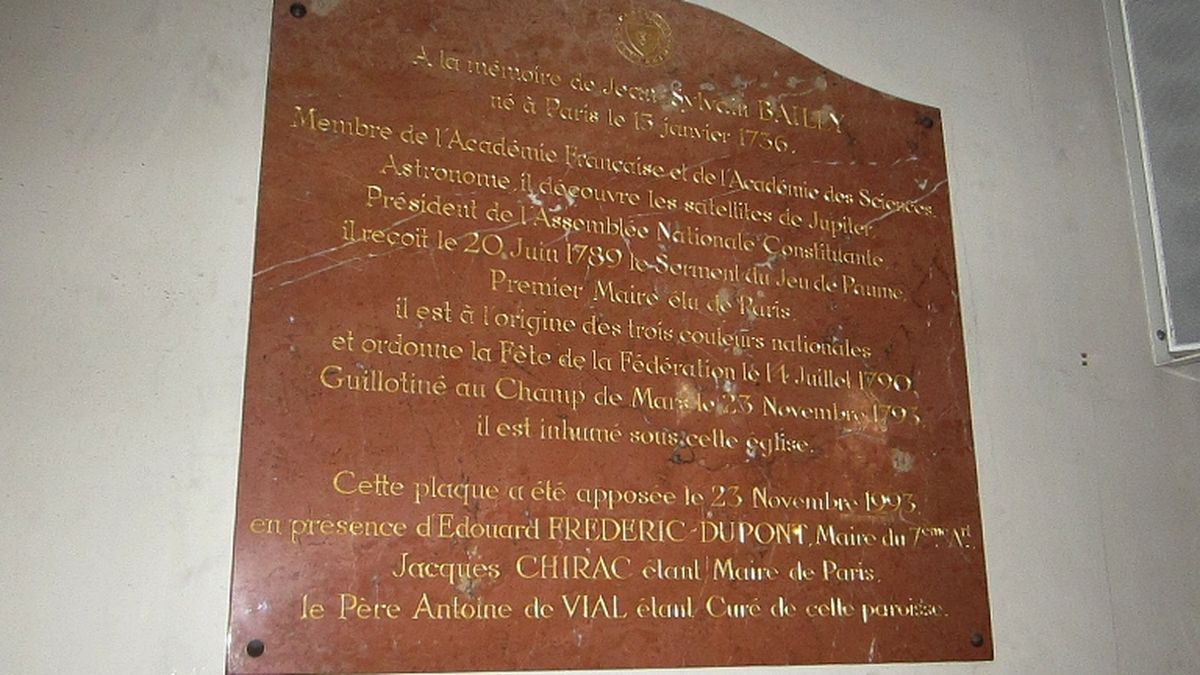 A la mémoire de Jean Sylvain BAILLY
né à Paris le 15 janvier 1736.
Membre de l'Académie Française et de l'Académie des Sciences.
Astronome, il découvre les satellites de Jupiter.
Président de l'Assemblée Nationale Constituante
il reçoit le 20 Juin 1789 le Serment du Jeu de Paume.
Premier Maire élu de Paris.
il est à l'origine des trois couleurs nationales
et ordonne la Fête de la Fédération le 14 Juillet 1790.
Guillotiné au Champ de Mars le 23 Novembre 1793.
il est inhumé sous cette église.
Cette plaque a été apposée le 23 Novembre 1993.
en présence d'Edouard FREDERIC-DUPONT, Maire du 7eme Art.
Jacques CHIRAC étant Maire de Paris.
le Père Antoine de VIAL étant Curé de cette paroisse.